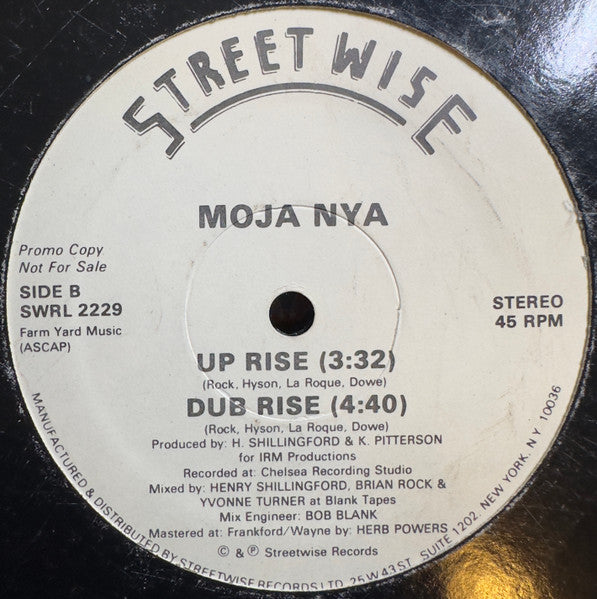 STREETWISE
MOJA NYA
Promo Copy
Not For Sale
SIDE B
SWRL 2229
Farm Yard Music
(ASCAP)
STEREO
45 RPM
UP RISE (3:32)
(Rock, Hyson, La Roque, Dowe)
DUB RISE (4:40)
(Rock, Hyson, La Roque, Dowe)
Produced by: H. SHILLINGFORD & K. PITTERSON
for IRM Productions
Recorded at: Chelsea Recording Studio
Mixed by: HENRY SHILLINGFORD, BRIAN ROCK &
YVONNE TURNER at Blank Tapes
Mix Engineer: BOB BLANK
Mastered at: Frankford/Wayne by: HERB POWERS
© & ℗ Streetwise Records
MANUFACTURED & DISTRIBUTED BY STREETWISE RECORDS LTD. 25 W 43 ST. SUITE 1202. NEW YORK. NY 10036